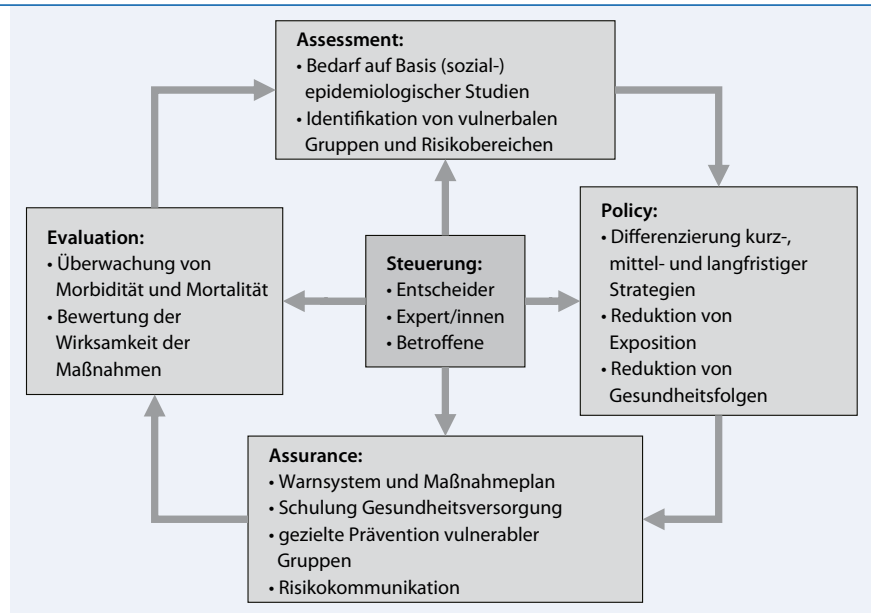 Assessment:
• Bedarf auf Basis (sozial-)
epidemiologischer Studien
• Identifikation von vulnerbalen
Gruppen und Risikobereichen
Policy:
• Differenzierung kurz-,
mittel- und langfristiger
Strategien
• Reduktion von
Exposition
• Reduktion von
Gesundheitsfolgen
Evaluation:
• Überwachung von
Morbidität und Mortalität
• Bewertung der
Wirksamkeit der
Maßnahmen
Steuerung:
• Entscheider
• Expert/innen
• Betroffene
Assurance:
• Warnsystem und Maßnahmeplan
• Schulung Gesundheitsversorgung
• gezielte Prävention vulnerabler
Gruppen
• Risikokommunikation